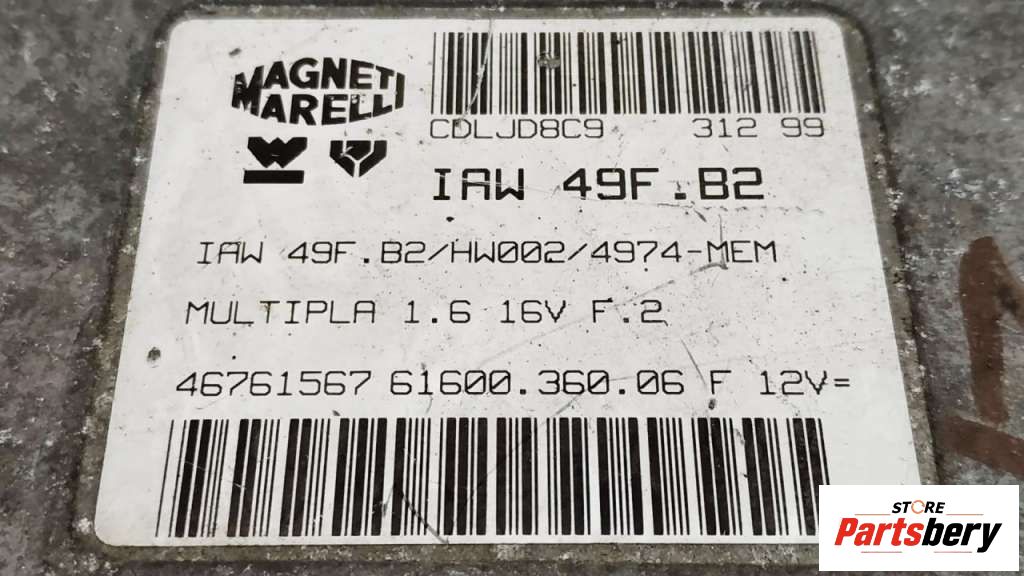 MAGNETI
MARELLI
CDLJD8C9 312 99
IAW 49F.B2
IAW 49F.B2/HW002/4974-MEM
MULTIPLA 1.6 16V F.2
46761567 61600.360.06 F 12V=
STORE
Partsbery